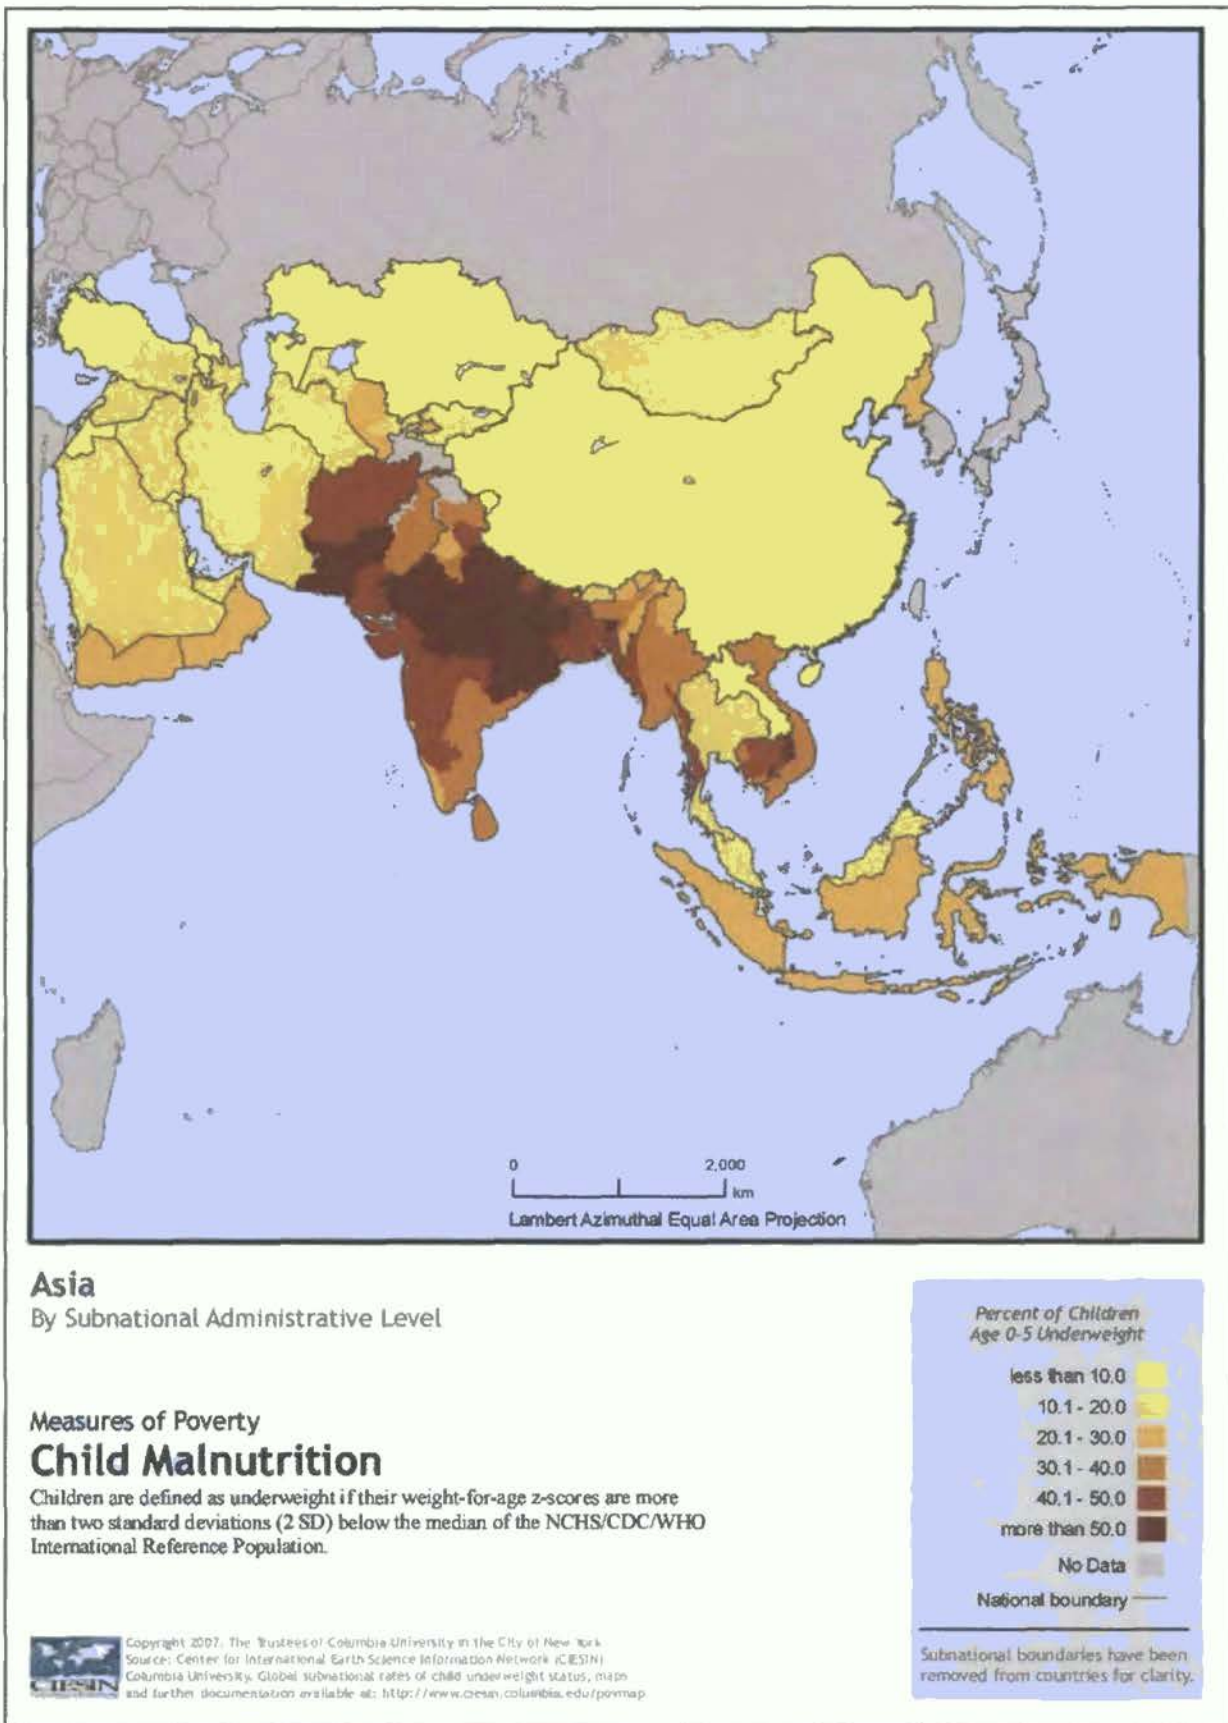 0 2,000
km
Lambert Azimuthal Equal Area Projection
Asia
By Subnational Administrative Level
Measures of Poverty
Child Malnutrition
Children are defined as underweight if their weight-for-age z-scores are more
than two standard deviations (2 SD) below the median of the NCHS/CDC/WHO
International Reference Population.
Percent of Children
Age 0-5 Underweight
less than 10.0
10.1 - 20.0
20.1 - 30.0
30.1 - 40.0
40.1 - 50.0
more than 50.0
No Data
National boundary
Subnational boundaries have been
removed from countries for clarity.
CIESIN
Copyright 2007. The Trustees of Columbia University in the City of New York
Source: Center for International Earth Science Information Network (CIESIN)
Columbia University. Global subnational rates of child underweight status, maps
and further documentation available at: http://www.ciesin.columbia.edu/povmap